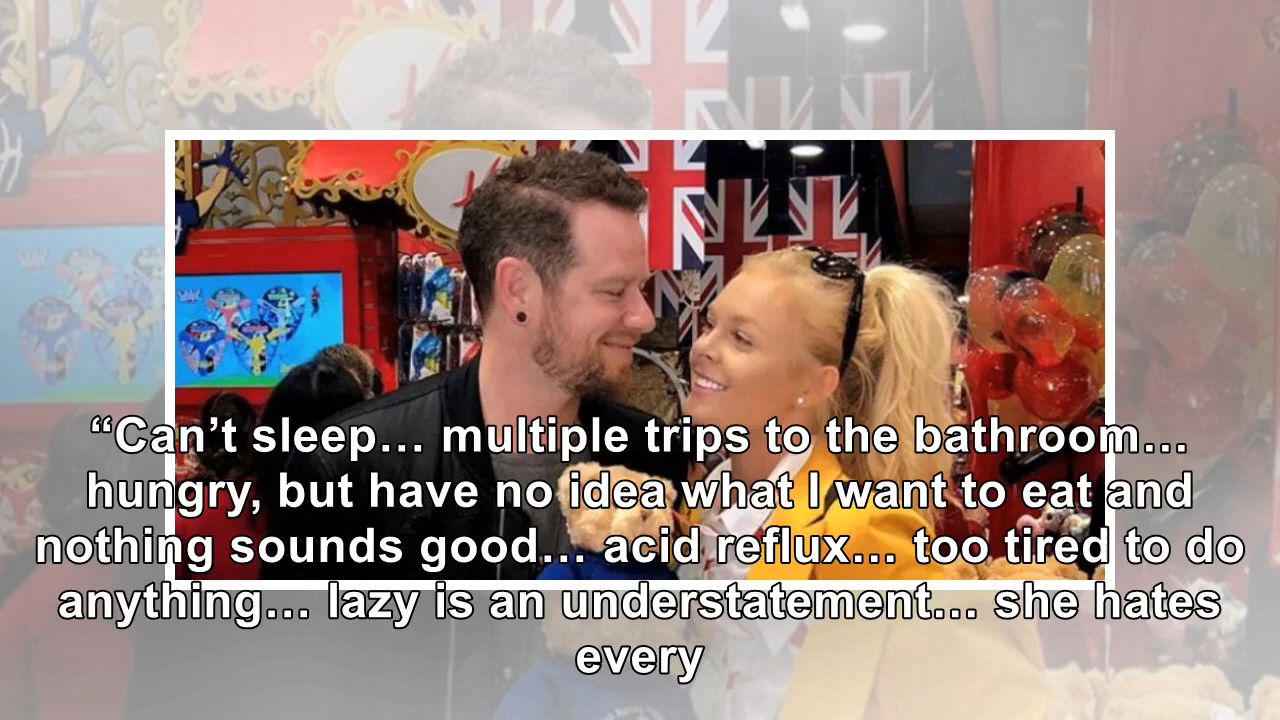 “Can’t sleep… multiple trips to the bathroom…
hungry, but have no idea what I want to eat and
nothing sounds good… acid reflux… too tired to do
anything… lazy is an understatement… she hates
every